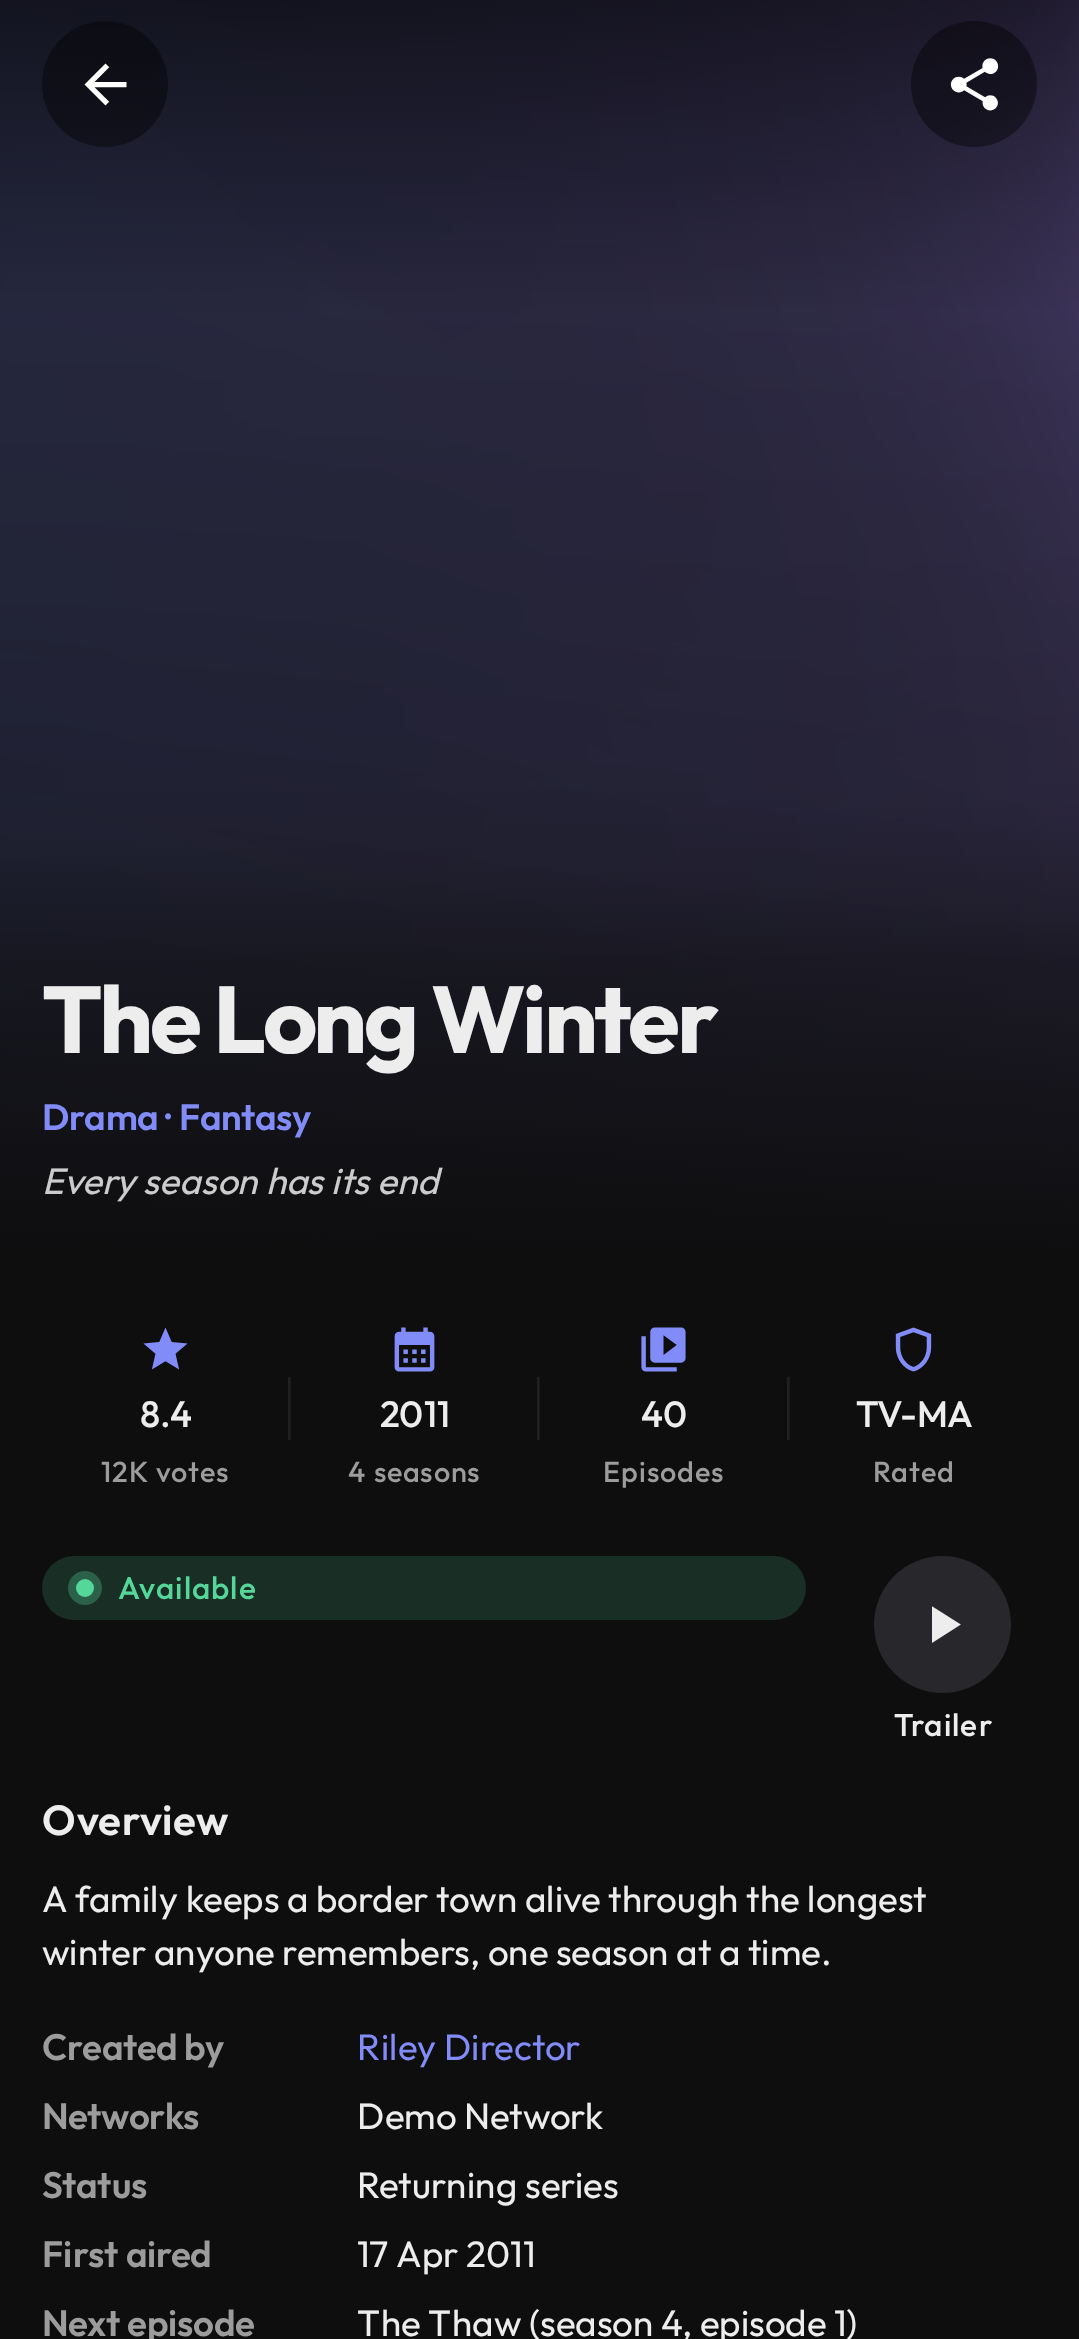 The Long Winter
Drama · Fantasy
Every season has its end
8.4
12K votes
2011
4 seasons
40
Episodes
TV-MA
Rated
Available
Trailer
Overview
A family keeps a border town alive through the longest
winter anyone remembers, one season at a time.
Created by Riley Director
Networks Demo Network
Status Returning series
First aired 17 Apr 2011
Next episode The Thaw (season 4, episode 1)